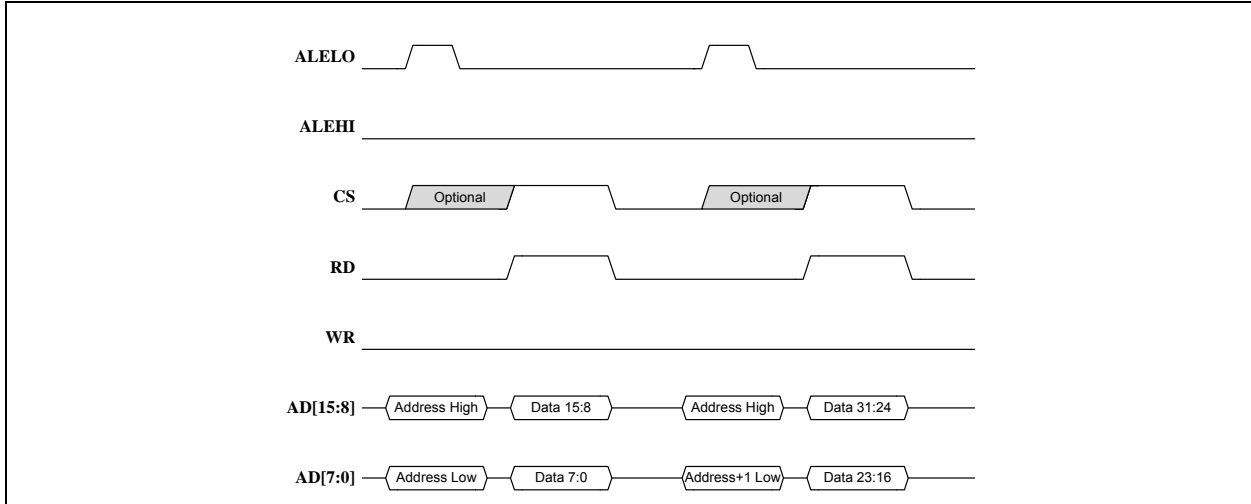 ALELO
ALEHI
CS Optional Optional
RD
WR
AD[15:8] Address High Data 15:8 Address High Data 31:24
AD[7:0] Address Low Data 7:0 Address+1 Low Data 23:16